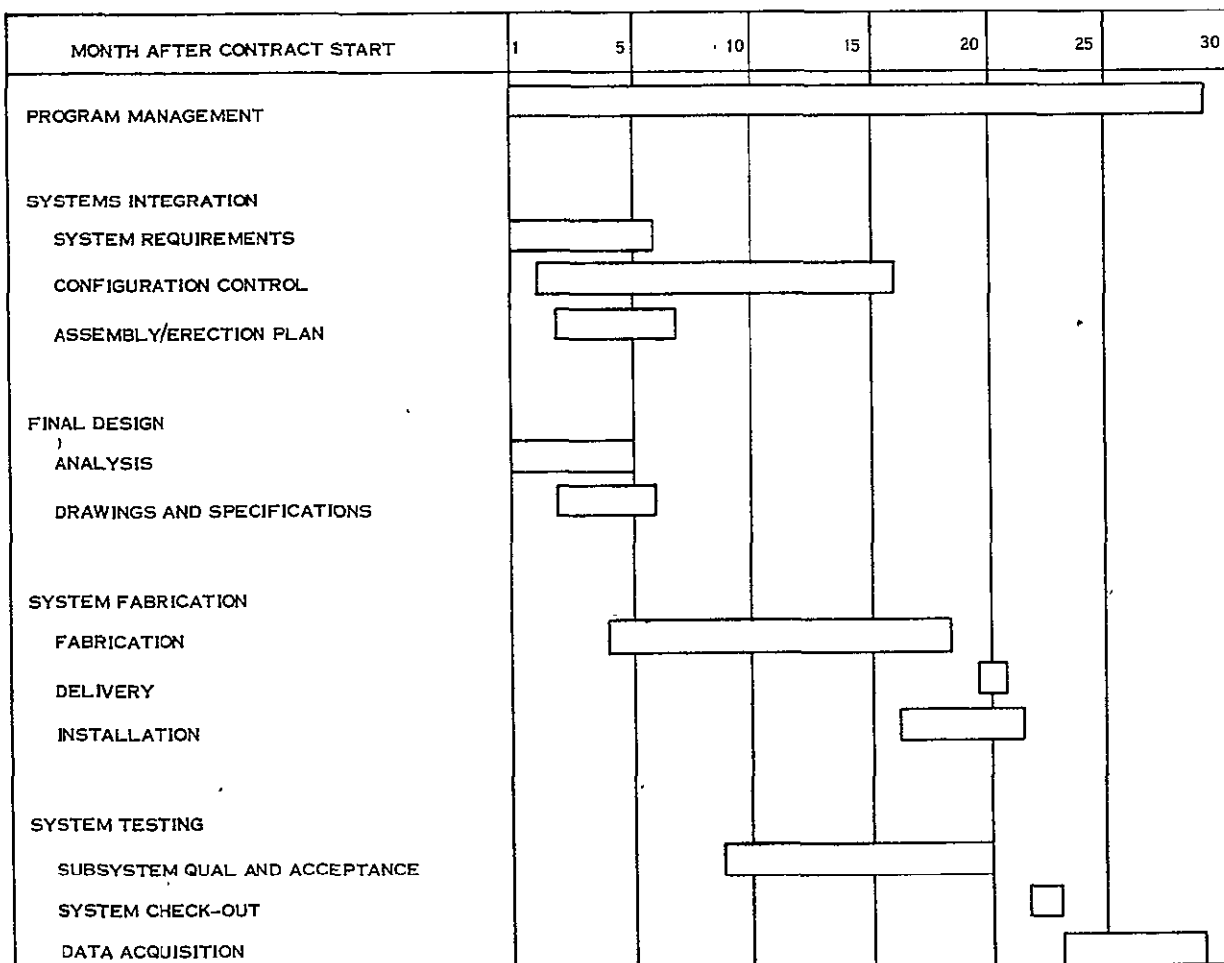 MONTH AFTER CONTRACT START 1 5 10 15 20 25 30
PROGRAM MANAGEMENT
SYSTEMS INTEGRATION
SYSTEM REQUIREMENTS
CONFIGURATION CONTROL
ASSEMBLY/ERECTION PLAN
FINAL DESIGN
ANALYSIS
DRAWINGS AND SPECIFICATIONS
SYSTEM FABRICATION
FABRICATION
DELIVERY
INSTALLATION
SYSTEM TESTING
SUBSYSTEM QUAL AND ACCEPTANCE
SYSTEM CHECK-OUT
DATA ACQUISITION